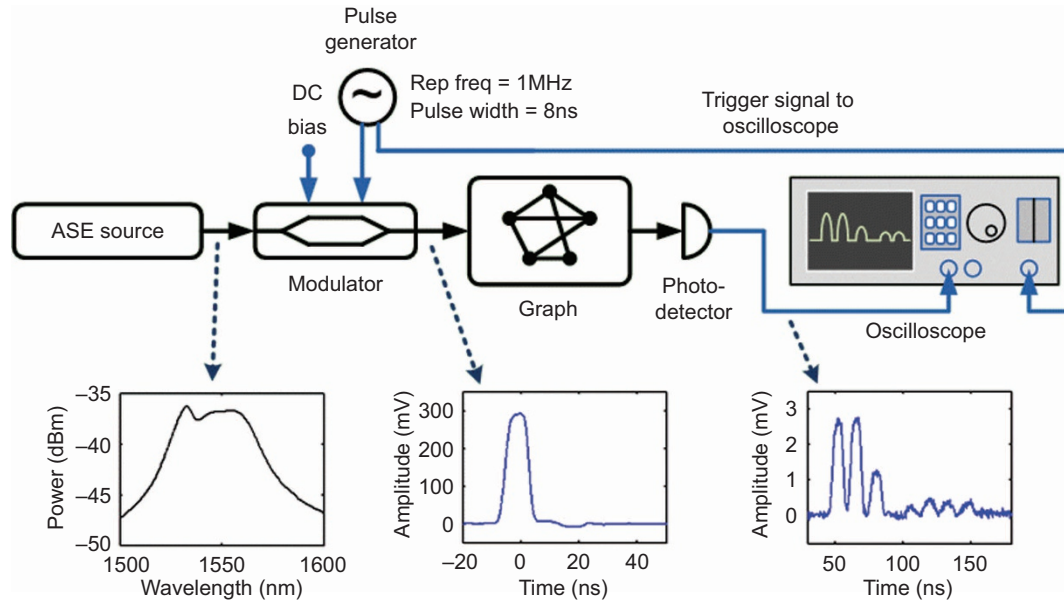 Pulse
generator
Rep freq = 1MHz
Pulse width = 8ns
DC
bias
Trigger signal to
oscilloscope
ASE source
Modulator
Graph
Photo-
detector
Oscilloscope
Power (dBm)
–35
–40
–45
–50
1500
1550
1600
Wavelength (nm)
Amplitude (mV)
300
200
100
0
–20
0
20
40
Time (ns)
Amplitude (mV)
3
2
1
0
50
100
150
Time (ns)